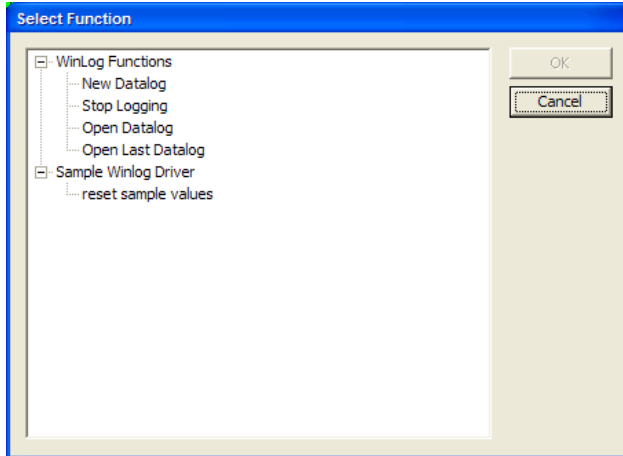 Select Function
WinLog Functions
New Datalog
Stop Logging
Open Datalog
Open Last Datalog
Sample Winlog Driver
reset sample values
OK
Cancel